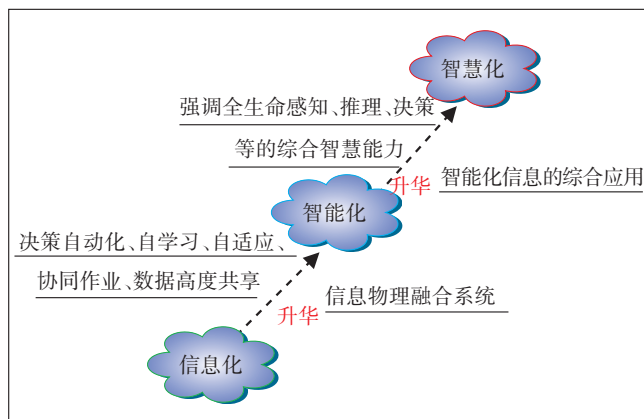 智慧化
强调全生命感知、推理、决策
等的综合智慧能力
升华
智能化信息的综合应用
智能化
决策自动化、自学习、自适应、
协同作业、数据高度共享
升华
信息物理融合系统
信息化